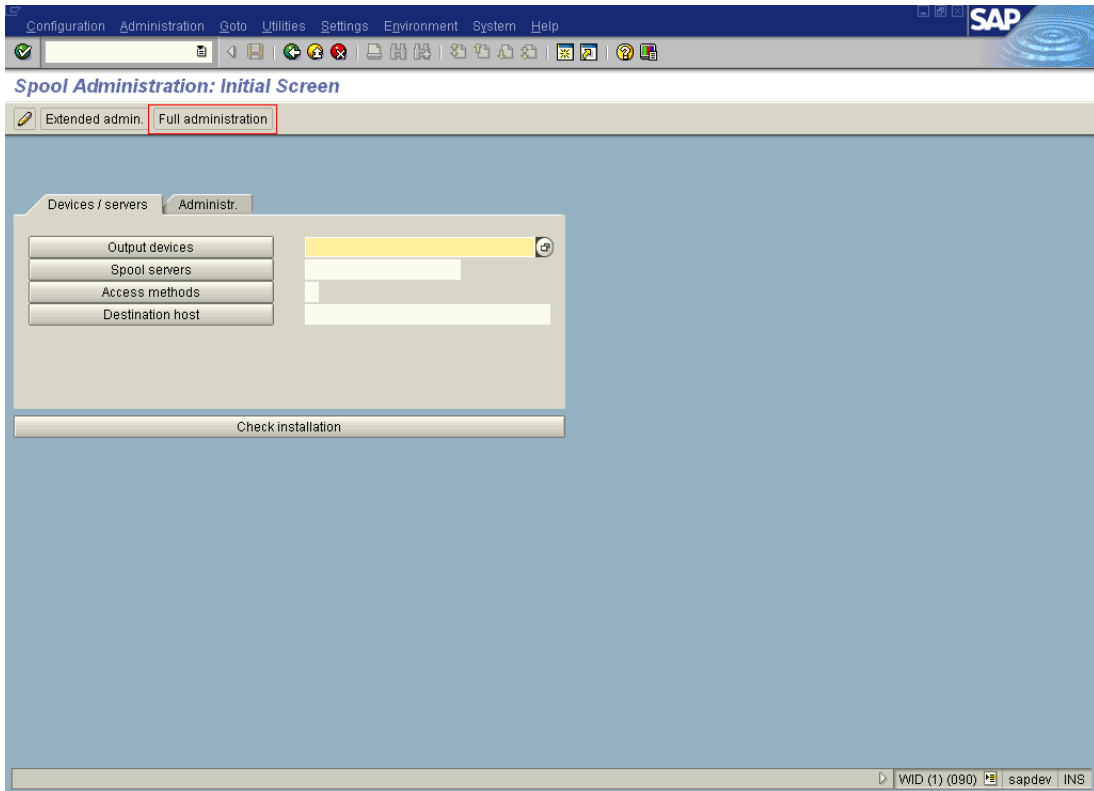 Configuration Administration Goto Utilities Settings Environment System Help
SAP
Spool Administration: Initial Screen
Extended admin. Full administration
Devices / servers Administr.
Output devices
Spool servers
Access methods
Destination host
Check installation
WID (1) (090) sapdev INS